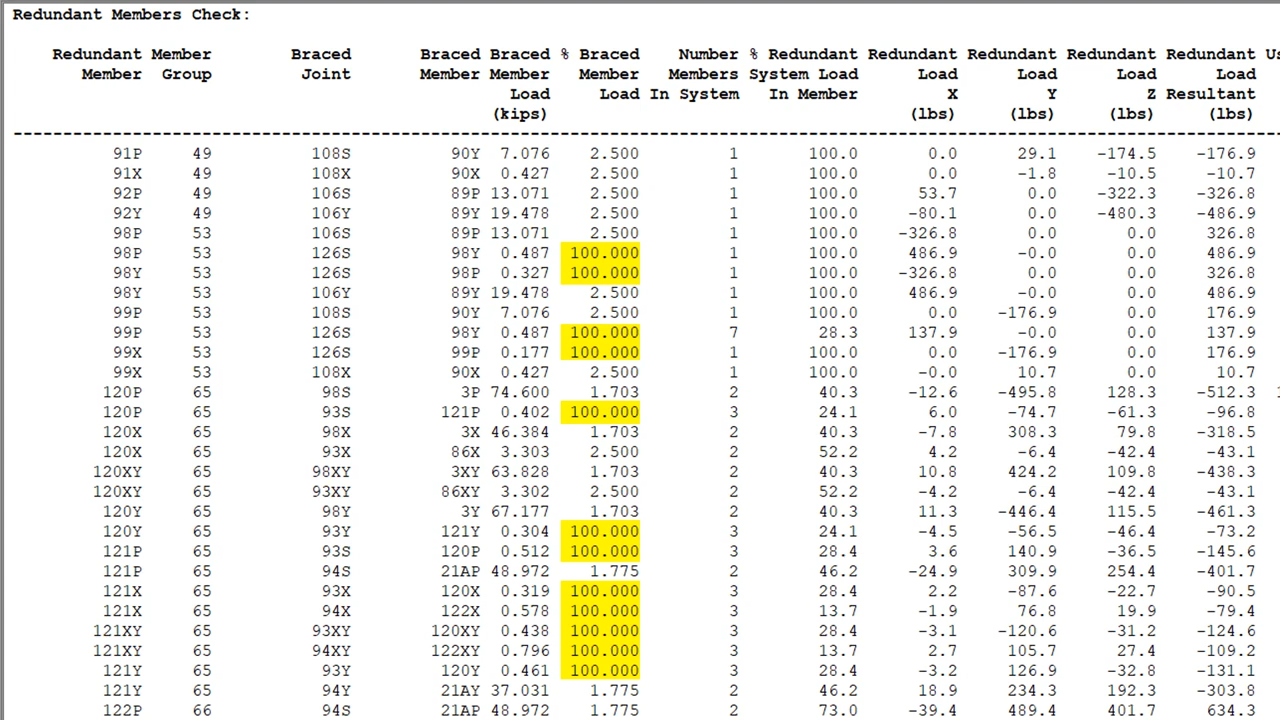 Redundant Members Check:
Redundant Member Braced Braced Braced % Braced Number % Redundant Redundant Redundant Redundant Redundant Us
Member Group Joint Member Member Member Members System Load Load Load Load Load
Load Load In System In Member X Y Z Resultant
(kips) (lbs) (lbs) (lbs) (lbs)
91P 49 108S 90Y 7.076 2.500 1 100.0 0.0 29.1 -174.5 -176.9
91X 49 108X 90X 0.427 2.500 1 100.0 0.0 -1.8 -10.5 -10.7
92P 49 106S 89P 13.071 2.500 1 100.0 53.7 0.0 -322.3 -326.8
92Y 49 106Y 89Y 19.478 2.500 1 100.0 -80.1 0.0 -480.3 -486.9
98P 53 106S 89P 13.071 2.500 1 100.0 -326.8 0.0 0.0 326.8
98P 53 126S 98Y 0.487 100.000 1 100.0 486.9 -0.0 0.0 486.9
98Y 53 126S 98P 0.327 100.000 1 100.0 -326.8 0.0 0.0 326.8
98Y 53 106Y 89Y 19.478 2.500 1 100.0 486.9 -0.0 0.0 486.9
99P 53 108S 90Y 7.076 2.500 1 100.0 0.0 -176.9 0.0 176.9
99P 53 126S 98Y 0.487 100.000 7 28.3 137.9 -0.0 0.0 137.9
99X 53 126S 99P 0.177 100.000 1 100.0 0.0 -176.9 0.0 176.9
99X 53 108X 90X 0.427 2.500 1 100.0 -0.0 10.7 0.0 10.7
120P 65 98S 3P 74.600 1.703 2 40.3 -12.6 -495.8 128.3 -512.3
120P 65 93S 121P 0.402 100.000 3 24.1 6.0 -74.7 -61.3 -96.8
120X 65 98X 3X 46.384 1.703 2 40.3 -7.8 308.3 79.8 -318.5
120X 65 93X 86X 3.303 2.500 2 52.2 4.2 -6.4 -42.4 -43.1
120XY 65 98XY 3XY 63.828 1.703 2 40.3 10.8 424.2 109.8 -438.3
120XY 65 93XY 86XY 3.302 2.500 2 52.2 -4.2 -6.4 -42.4 -43.1
120Y 65 98Y 3Y 67.177 1.703 2 40.3 11.3 -446.4 115.5 -461.3
120Y 65 93Y 121Y 0.304 100.000 3 24.1 -4.5 -56.5 -46.4 -73.2
121P 65 93S 120P 0.512 100.000 3 28.4 3.6 140.9 -36.5 -145.6
121P 65 94S 21AP 48.972 1.775 2 46.2 -24.9 309.9 254.4 -401.7
121X 65 93X 120X 0.319 100.000 3 28.4 2.2 -87.6 -22.7 -90.5
121X 65 94X 122X 0.578 100.000 3 13.7 -1.9 76.8 19.9 -79.4
121XY 65 93XY 120XY 0.438 100.000 3 28.4 -3.1 -120.6 -31.2 -124.6
121XY 65 94XY 122XY 0.796 100.000 3 13.7 2.7 105.7 27.4 -109.2
121Y 65 93Y 120Y 0.461 100.000 3 28.4 -3.2 126.9 -32.8 -131.1
121Y 65 94Y 21AY 37.031 1.775 2 46.2 18.9 234.3 192.3 -303.8
122P 66 94S 21AP 48.972 1.775 2 73.0 -39.4 489.4 401.7 634.3